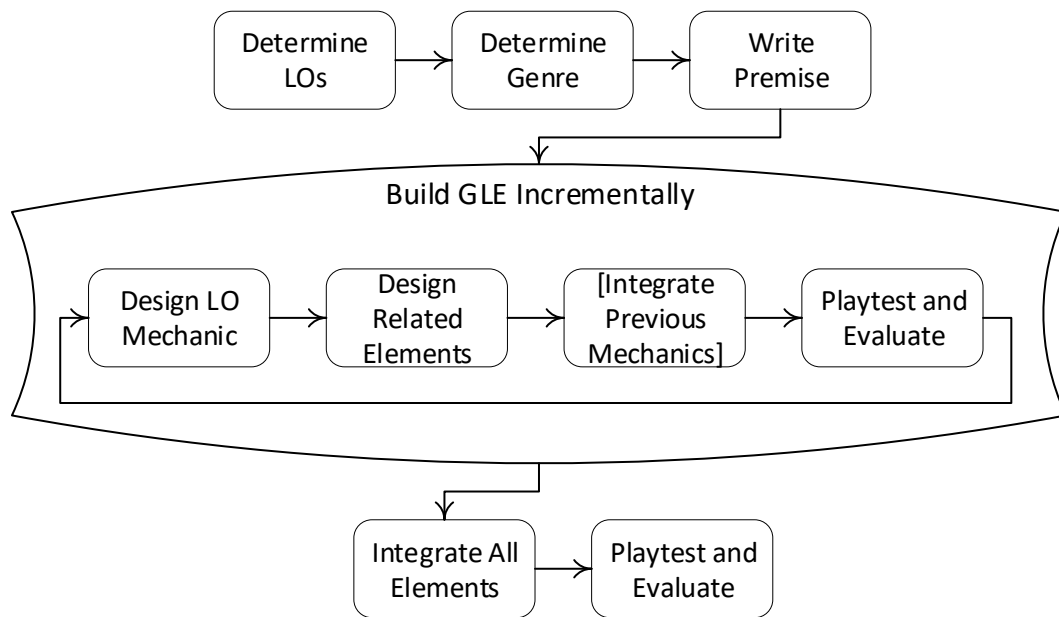 Determine
LOs
Determine
Genre
Write
Premise
Build GLE Incrementally
Design LO
Mechanic
Design
Related
Elements
[Integrate
Previous
Mechanics]
Playtest and
Evaluate
Integrate All
Elements
Playtest and
Evaluate